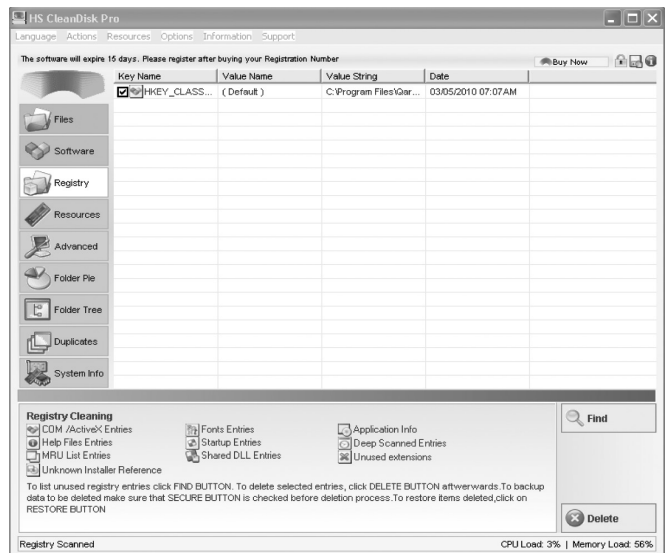 HS CleanDisk Pro
Language Actions Resources Options Information Support
The software will expire 15 days. Please register after buying your Registration Number
Buy Now
Key Name Value Name Value String Date
HKEY_CLASS... ( Default ) C:\Program Files\Qar... 03/05/2010 07:07AM
Files
Software
Registry
Resources
Advanced
Folder Pie
Folder Tree
Duplicates
System Info
Registry Cleaning
COM /ActiveX Entries Fonts Entries Application Info
Help Files Entries Startup Entries Deep Scanned Entries
MRU List Entries Shared DLL Entries Unused extensions
Unknown Installer Reference
To list unused registry entries click FIND BUTTON. To delete selected entries, click DELETE BUTTON aftwerwards.To backup
data to be deleted make sure that SECURE BUTTON is checked before deletion process.To restore items deleted,click on
RESTORE BUTTON
Find
Delete
Registry Scanned
CPU Load: 3% | Memory Load: 56%